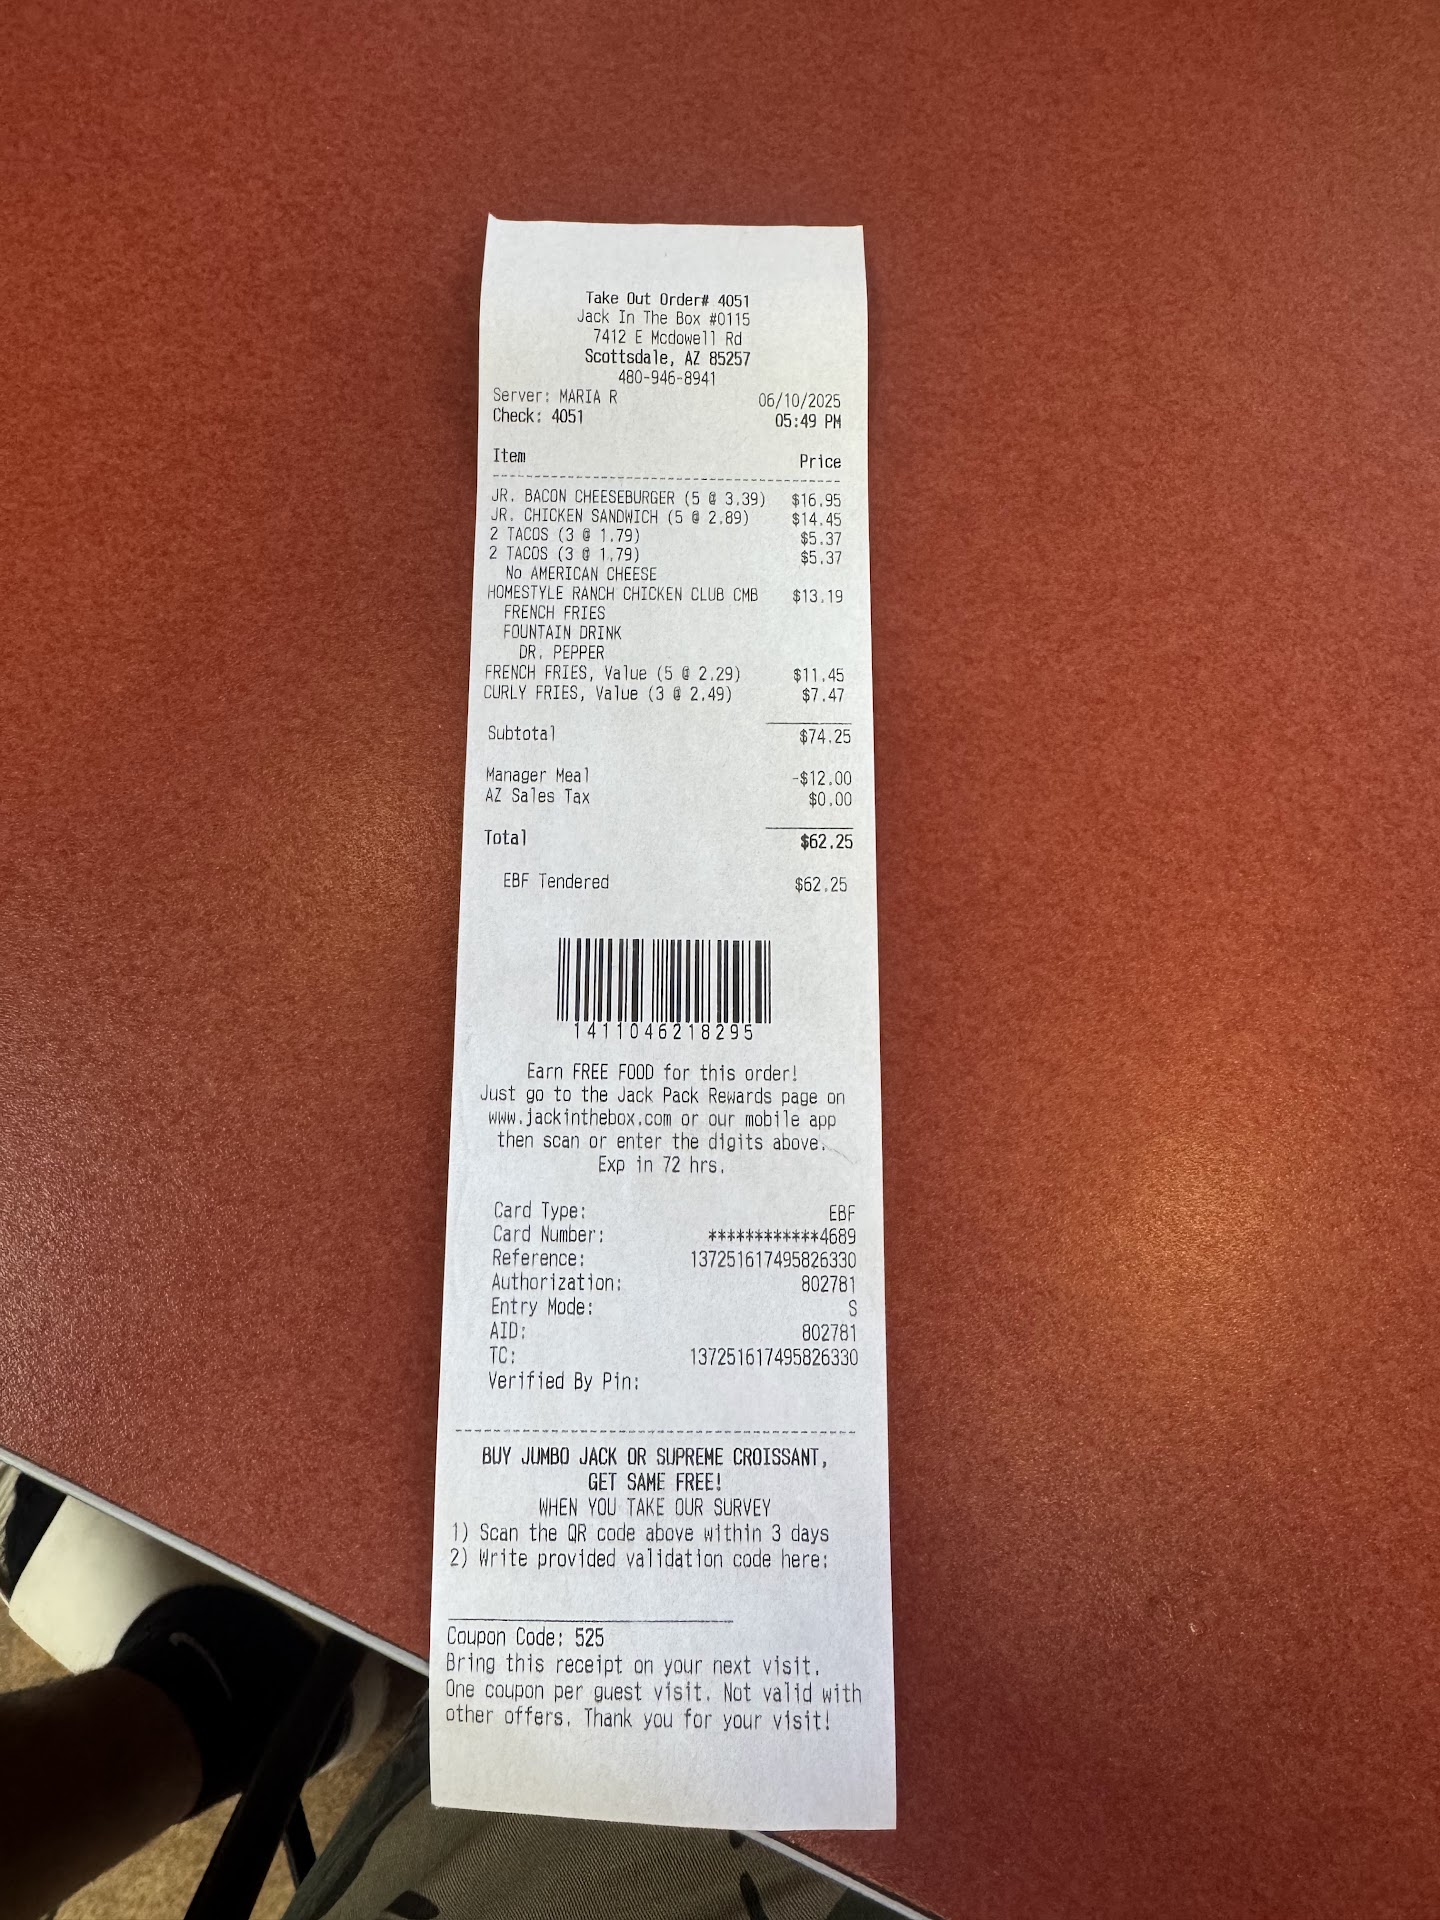 Take Out Order# 4051
Jack In The Box #0115
7412 E Mcdowell Rd
Scottsdale, AZ 85257
480-946-8941
Server: MARIA R 06/10/2025
Check: 4051 05:49 PM
Item Price
JR. BACON CHEESEBURGER (5 @ 3.39) $16.95
JR. CHICKEN SANDWICH (5 @ 2.89) $14.45
2 TACOS (3 @ 1.79) $5.37
2 TACOS (3 @ 1.79) $5.37
No AMERICAN CHEESE
HOMESTYLE RANCH CHICKEN CLUB CMB $13.19
FRENCH FRIES
FOUNTAIN DRINK
DR. PEPPER
FRENCH FRIES, Value (5 @ 2.29) $11.45
CURLY FRIES, Value (3 @ 2.49) $7.47
Subtotal $74.25
Manager Meal -$12.00
AZ Sales Tax $0.00
Total $62.25
EBF Tendered $62.25
1411046218295
Earn FREE FOOD for this order!
Just go to the Jack Pack Rewards page on
www.jackinthebox.com or our mobile app
then scan or enter the digits above.
Exp in 72 hrs.
Card Type: EBF
Card Number: ************4689
Reference: 137251617495826330
Authorization: 802781
Entry Mode: S
AID: 802781
TC: 137251617495826330
Verified By Pin:
BUY JUMBO JACK OR SUPREME CROISSANT,
GET SAME FREE!
WHEN YOU TAKE OUR SURVEY
1) Scan the QR code above within 3 days
2) Write provided validation code here:
Coupon Code: 525
Bring this receipt on your next visit.
One coupon per guest visit. Not valid with
other offers. Thank you for your visit!